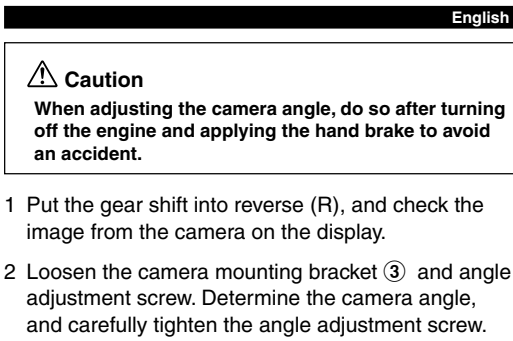 English
Caution
When adjusting the camera angle, do so after turning
off the engine and applying the hand brake to avoid
an accident.
1 Put the gear shift into reverse (R), and check the
image from the camera on the display.
2 Loosen the camera mounting bracket ③ and angle
adjustment screw. Determine the camera angle,
and carefully tighten the angle adjustment screw.